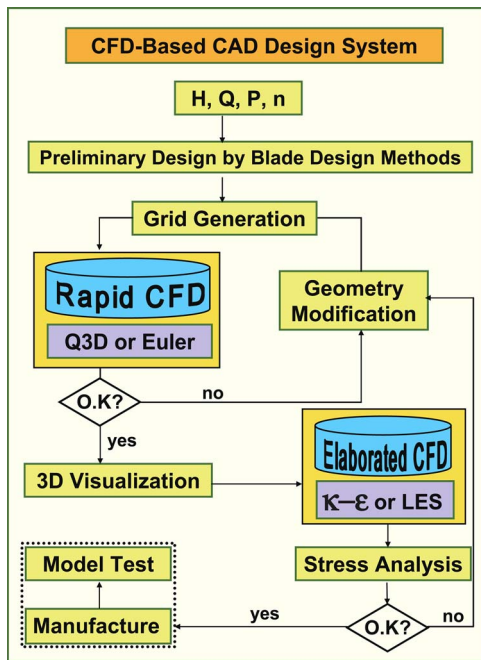 CFD-Based CAD Design System
H, Q, P, n
Preliminary Design by Blade Design Methods
Grid Generation
Rapid CFD
Q3D or Euler
Geometry
Modification
O.K?
no
yes
3D Visualization
Elaborated CFD
κ–ε or LES
Stress Analysis
O.K?
no
yes
Model Test
Manufacture